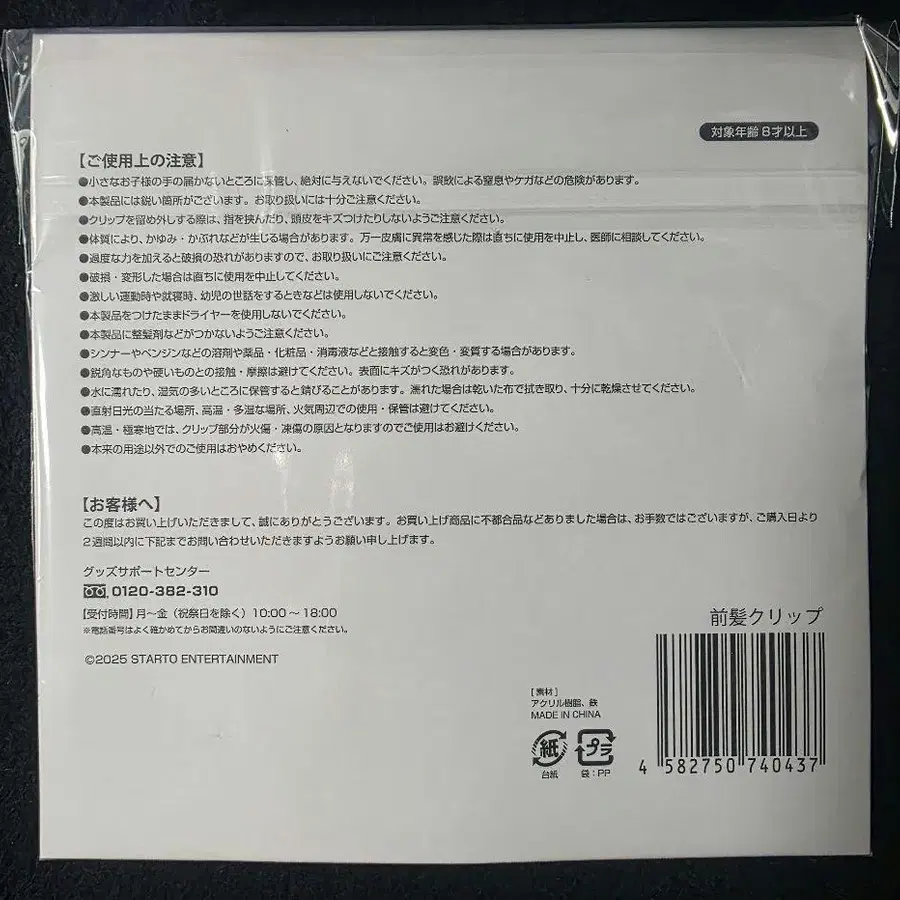 対象年齢8才以上
【ご使用上の注意】
●小さなお子様の手の届かないところに保管し、絶対に与えないでください。誤飲による窒息やケガなどの危険があります。
●本製品には鋭い箇所がございます。お取り扱いには十分ご注意ください。
●クリップを留め外しする際は、指を挟んだり、頭皮をキズつけたりしないようご注意ください。
●体質により、かゆみ・かぶれなどが生じる場合があります。万一皮膚に異常を感じた際は直ちに使用を中止し、医師に相談してください。
●過度な力を加えると破損の恐れがありますので、お取り扱いにご注意ください。
●破損・変形した場合は直ちに使用を中止してください。
●激しい運動時や就寝時、幼児の世話をするときなどは使用しないでください。
●本製品をつけたままドライヤーを使用しないでください。
●本製品に整髪剤などがつかないようご注意ください。
●シンナーやベンジンなどの溶剤や薬品・化粧品・消毒液などと接触すると変色・変質する場合があります。
●鋭角なものや硬いものとの接触・摩擦は避けてください。表面にキズがつく恐れがあります。
●水に濡れたり、湿気の多いところに保管すると錆びることがあります。濡れた場合は乾いた布で拭き取り、十分に乾燥させてください。
●直射日光の当たる場所、高温・多湿な場所、火気周辺での使用・保管は避けてください。
●高温・極寒地では、クリップ部分が火傷・凍傷の原因となりますのでご使用はお避けください。
●本来の用途以外でのご使用はおやめください。
【お客様へ】
この度はお買い上げいただきまして、誠にありがとうございます。お買い上げ商品に不都合品などありました場合は、お手数ではございますが、ご購入日より
2週間以内に下記までお問い合わせいただきますようお願い申し上げます。
グッズサポートセンター
0120-382-310
【受付時間】月〜金（祝祭日を除く）10:00〜18:00
※電話番号はよく確かめてからお間違いのないようにご注意ください。
©2025 STARTO ENTERTAINMENT
前髪クリップ
[素材]
アクリル樹脂、鉄
MADE IN CHINA
紙
台紙
プラ
袋：PP
4 582750 740437